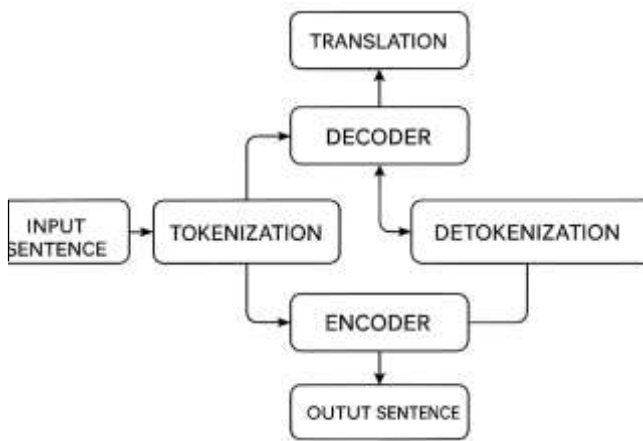 TRANSLATION
DECODER
INPUT
SENTENCE
TOKENIZATION
DETOKENIZATION
ENCODER
OUTUT SENTENCE